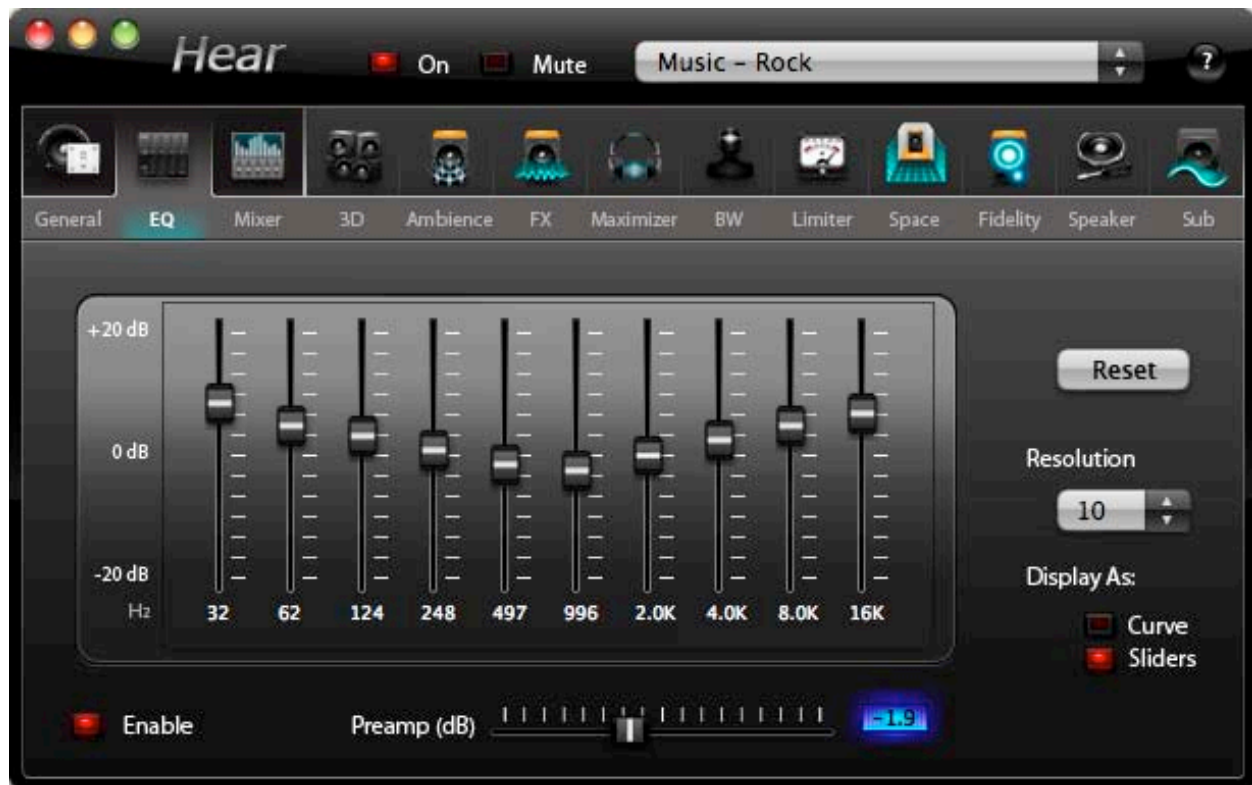 Hear On Mute Music – Rock ?
General EQ Mixer 3D Ambience FX Maximizer BW Limiter Space Fidelity Speaker Sub
+20 dB
0 dB
-20 dB
Hz 32 62 124 248 497 996 2.0K 4.0K 8.0K 16K
Reset
Resolution
10
Display As:
Curve
Sliders
Enable Preamp (dB) -1.9